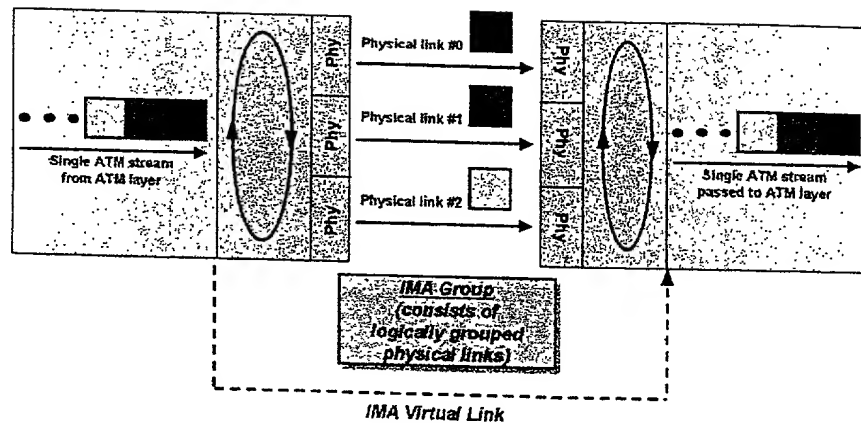 Physical link #0
Phy
Phy
Physical link #1
Phy
Phy
Single ATM stream
from ATM layer
Single ATM stream
passed to ATM layer
Physical link #2
Phy
Phy
IMA Group
(consists of
logically grouped
physical links)
IMA Virtual Link